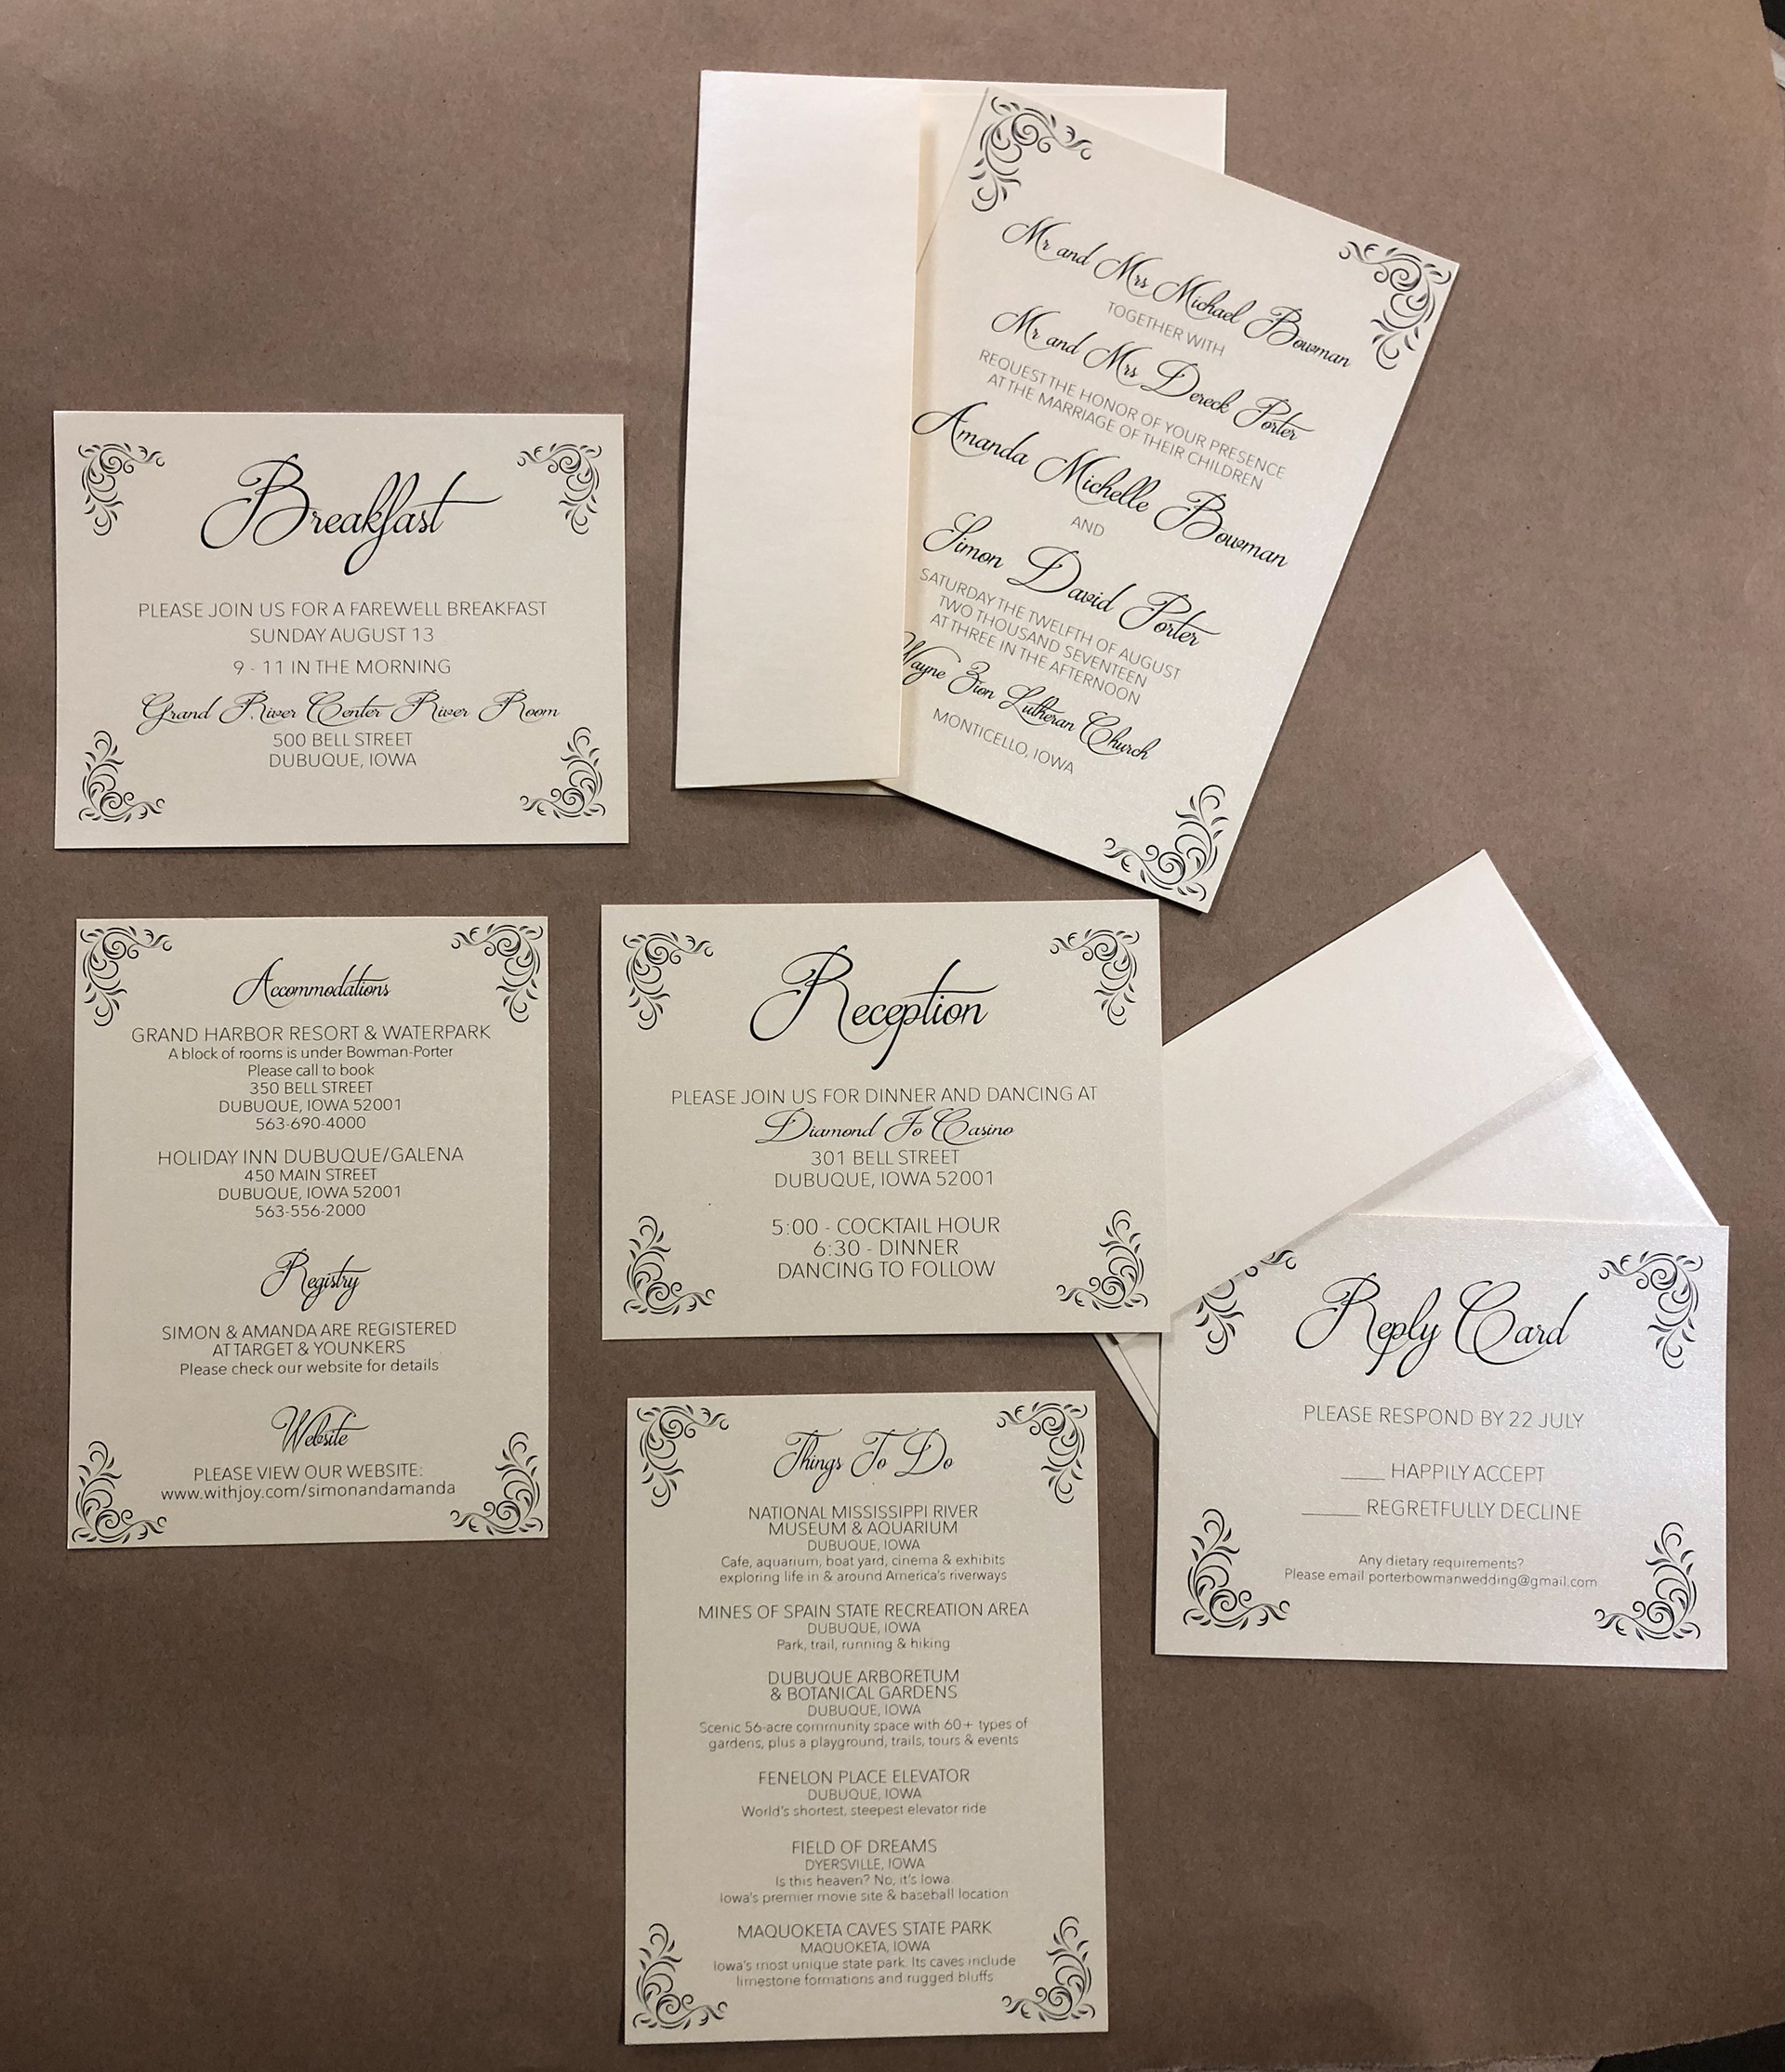 Mr and Mrs Michael Bowman
TOGETHER WITH
Mr and Mrs Dereck Porter
REQUEST THE HONOR OF YOUR PRESENCE
AT THE MARRIAGE OF THEIR CHILDREN
Amanda Michelle Bowman
AND
Simon David Porter
SATURDAY THE TWELFTH OF AUGUST
TWO THOUSAND SEVENTEEN
AT THREE IN THE AFTERNOON
Wayne Zion Lutheran Church
MONTICELLO, IOWA
Breakfast
PLEASE JOIN US FOR A FAREWELL BREAKFAST
SUNDAY AUGUST 13
9 - 11 IN THE MORNING
Grand River Center River Room
500 BELL STREET
DUBUQUE, IOWA
Accommodations
GRAND HARBOR RESORT & WATERPARK
A block of rooms is under Bowman-Porter
Please call to book
350 BELL STREET
DUBUQUE, IOWA 52001
563-690-4000
HOLIDAY INN DUBUQUE/GALENA
450 MAIN STREET
DUBUQUE, IOWA 52001
563-556-2000
Registry
SIMON & AMANDA ARE REGISTERED
AT TARGET & YOUNKERS
Please check our website for details
Website
PLEASE VIEW OUR WEBSITE:
www.withjoy.com/simonandamanda
Reception
PLEASE JOIN US FOR DINNER AND DANCING AT
Diamond Jo Casino
301 BELL STREET
DUBUQUE, IOWA 52001
5:00 - COCKTAIL HOUR
6:30 - DINNER
DANCING TO FOLLOW
Reply Card
PLEASE RESPOND BY 22 JULY
____ HAPPILY ACCEPT
_____ REGRETFULLY DECLINE
Any dietary requirements?
Please email porterbowmanwedding@gmail.com
Things To Do
NATIONAL MISSISSIPPI RIVER
MUSEUM & AQUARIUM
DUBUQUE, IOWA
Cafe, aquarium, boat yard, cinema & exhibits
exploring life in & around America's riverways
MINES OF SPAIN STATE RECREATION AREA
DUBUQUE, IOWA
Park, trail, running & hiking
DUBUQUE ARBORETUM
& BOTANICAL GARDENS
DUBUQUE, IOWA
Scenic 56-acre community space with 60+ types of
gardens, plus a playground, trails, tours & events
FENELON PLACE ELEVATOR
DUBUQUE, IOWA
World's shortest, steepest elevator ride
FIELD OF DREAMS
DYERSVILLE, IOWA
Is this heaven? No, it's Iowa.
Iowa's premier movie site & baseball location
MAQUOKETA CAVES STATE PARK
MAQUOKETA, IOWA
Iowa's most unique state park. Its caves include
limestone formations and rugged bluffs